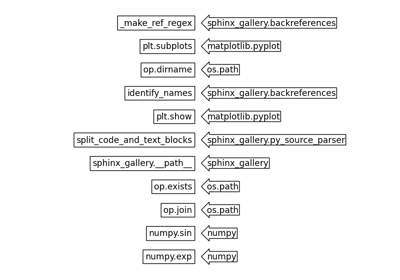 _make_ref_regex sphinx_gallery.backreferences
plt.subplots matplotlib.pyplot
op.dirname os.path
identify_names sphinx_gallery.backreferences
plt.show matplotlib.pyplot
split_code_and_text_blocks sphinx_gallery.py_source_parser
sphinx_gallery.__path__ sphinx_gallery
op.exists os.path
op.join os.path
numpy.sin numpy
numpy.exp numpy